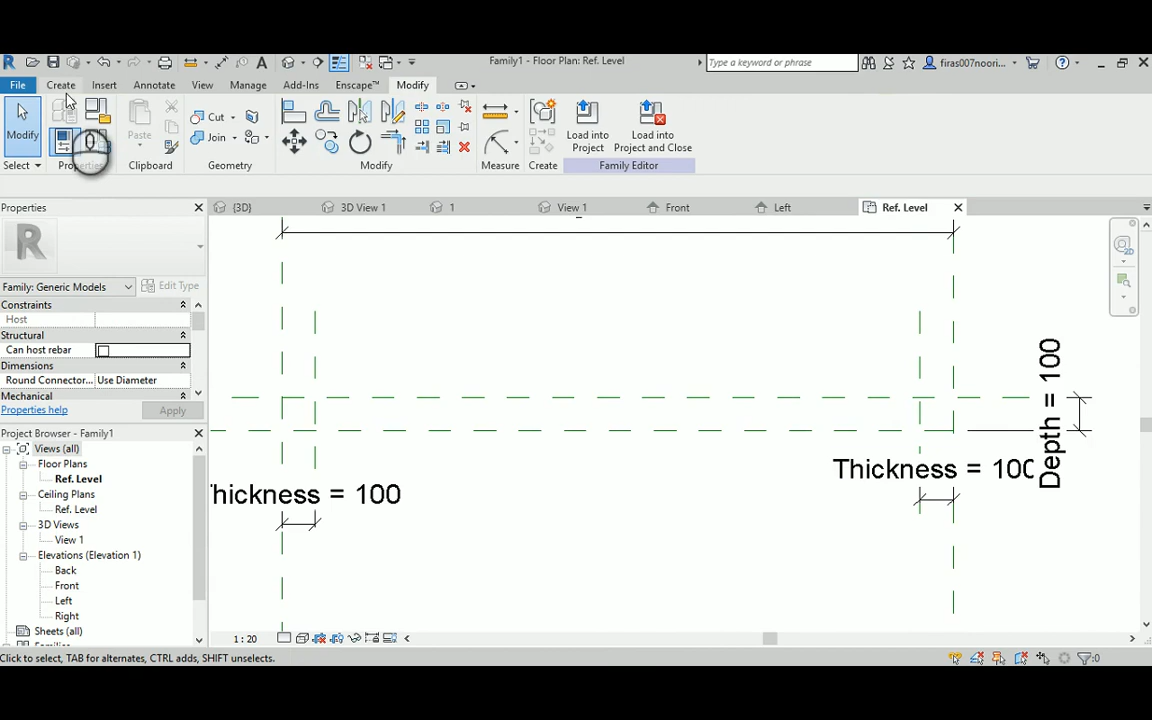 Family1 - Floor Plan: Ref. Level
Type a keyword or phrase
firas007noori...
File
Create
Insert
Annotate
View
Manage
Add-Ins
Enscape™
Modify
Modify
Paste
Cut
Join
Load into
Project
Load into
Project and Close
Select
Properties
Clipboard
Geometry
Modify
Measure
Create
Family Editor
Properties
{3D}
3D View 1
1
View 1
Front
Left
Ref. Level
Family: Generic Models
Edit Type
Constraints
Host
Structural
Can host rebar
Dimensions
Round Connector...
Use Diameter
Mechanical
Properties help
Apply
Project Browser - Family1
Views (all)
Floor Plans
Ref. Level
Ceiling Plans
Ref. Level
3D Views
View 1
Elevations (Elevation 1)
Back
Front
Left
Right
Sheets (all)
hickness = 100
Thickness = 100
Depth = 100
1 : 20
Click to select, TAB for alternates, CTRL adds, SHIFT unselects.
:0